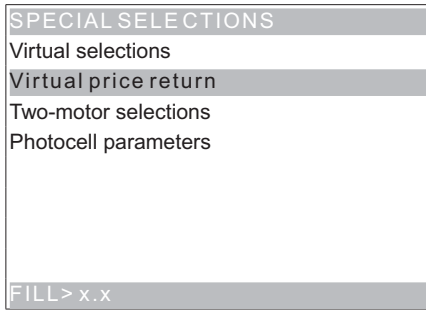 SPECIAL SELECTIONS
Virtual selections
Virtual price return
Two-motor selections
Photocell parameters
FILL> x.x